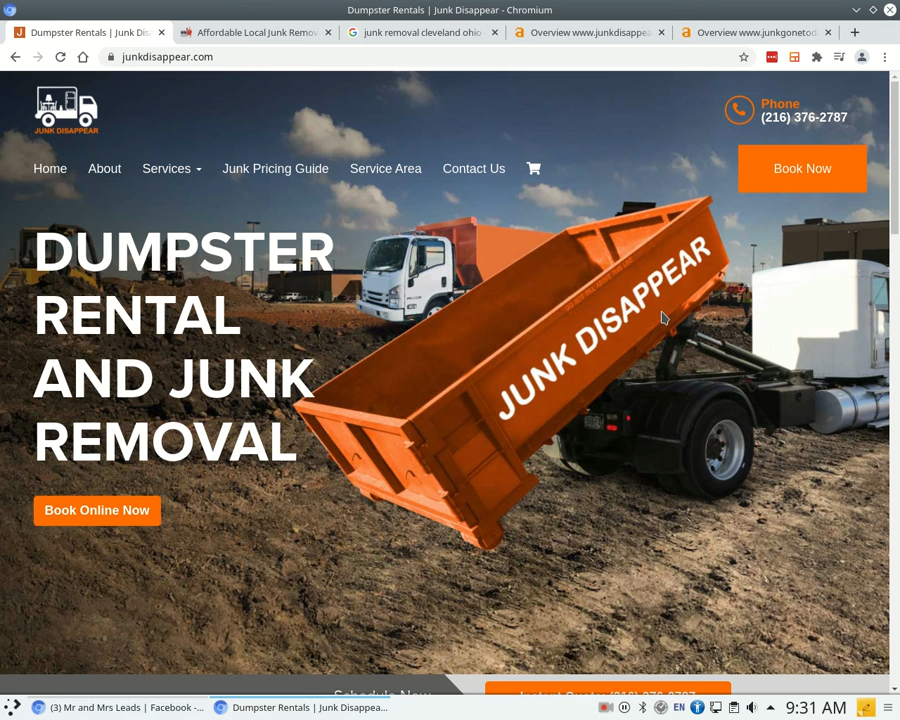 Dumpster Rentals | Junk Disappear - Chromium
Dumpster Rentals | Junk Dis
Affordable Local Junk Remov
junk removal cleveland ohio
Overview www.junkdisappea
Overview www.junkgonetod
junkdisappear.com
JUNK DISAPPEAR
Phone
(216) 376-2787
Home
About
Services
Junk Pricing Guide
Service Area
Contact Us
Book Now
DUMPSTER
RENTAL
AND JUNK
REMOVAL
JUNK DISAPPEAR
Book Online Now
Schedule Now
Instant Quote: (216) 376-2787
(3) Mr and Mrs Leads | Facebook -...
Dumpster Rentals | Junk Disappea...
EN
9:31 AM